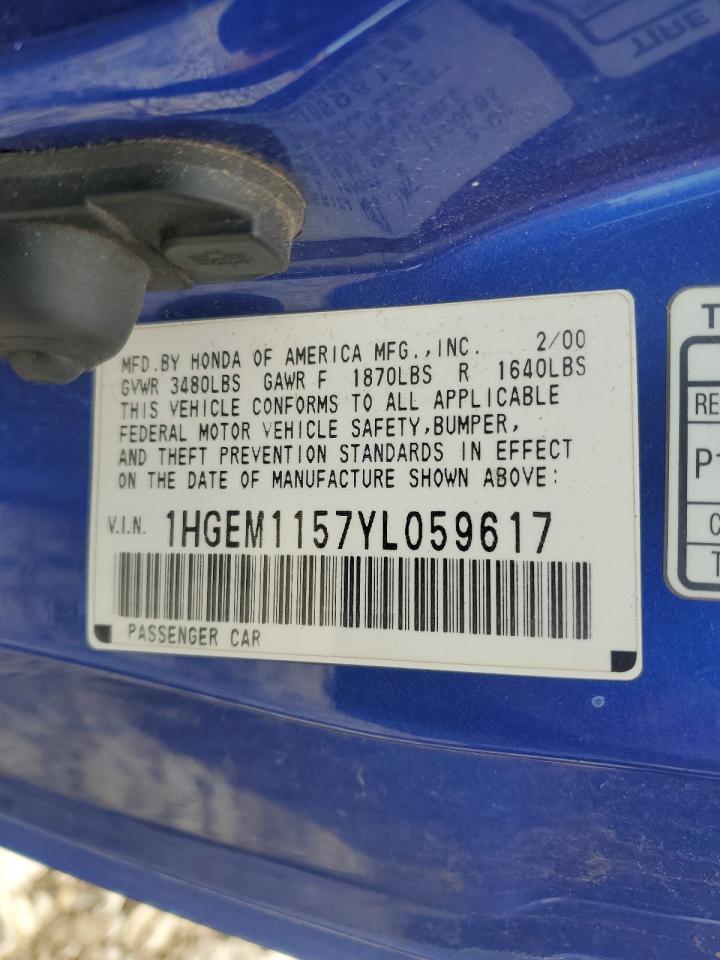 MFD.BY HONDA OF AMERICA MFG.,INC. 2/00
GVWR 3480LBS GAWR F 1870LBS R 1640LBS
THIS VEHICLE CONFORMS TO ALL APPLICABLE
FEDERAL MOTOR VEHICLE SAFETY,BUMPER,
AND THEFT PREVENTION STANDARDS IN EFFECT
ON THE DATE OF MANUFACTURE SHOWN ABOVE:
V.I.N. 1HGEM1157YL059617
PASSENGER CAR
TIRE